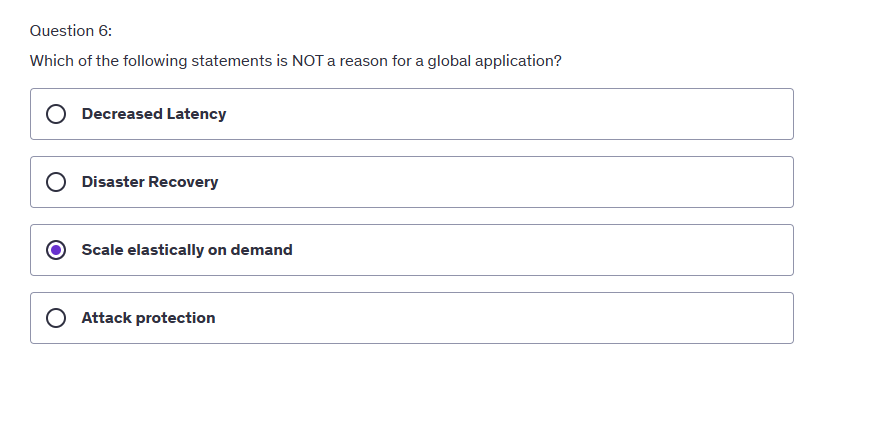 Question 6:
Which of the following statements is NOT a reason for a global application?
Decreased Latency
Disaster Recovery
Scale elastically on demand
Attack protection